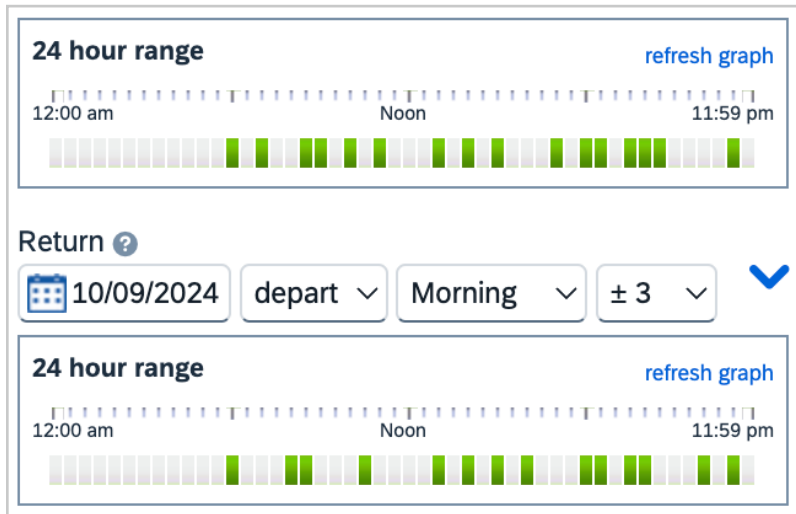 24 hour range
refresh graph
12:00 am Noon 11:59 pm
Return ?
10/09/2024 depart Morning ± 3
24 hour range
refresh graph
12:00 am Noon 11:59 pm